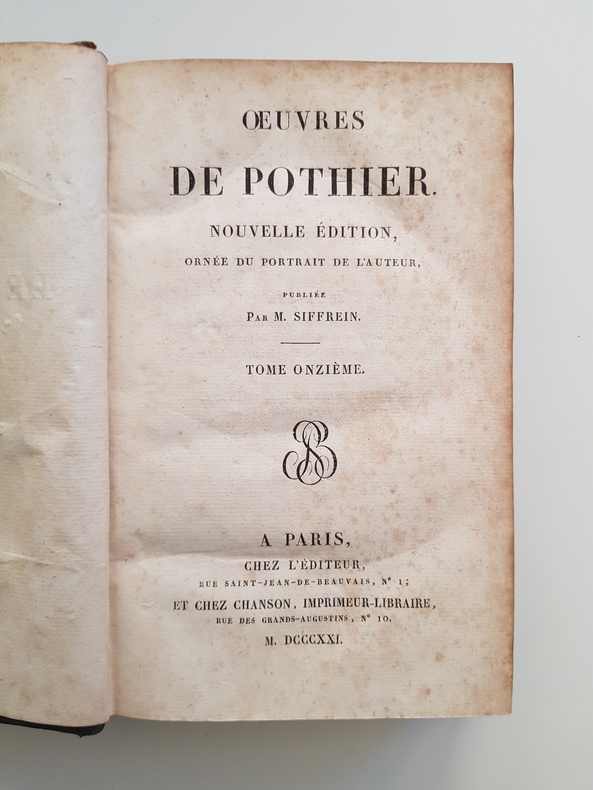 ŒUVRES
DE POTHIER.
NOUVELLE ÉDITION,
ORNÉE DU PORTRAIT DE L'AUTEUR,
PUBLIÉE
PAR M. SIFFREIN.
TOME ONZIÈME.
A PARIS,
CHEZ L'ÉDITEUR,
RUE SAINT-JEAN-DE-BEAUVAIS, N° 1;
ET CHEZ CHANSON, IMPRIMEUR-LIBRAIRE,
RUE DES GRANDS-AUGUSTINS, N° 10.
M. DCCCXXI.